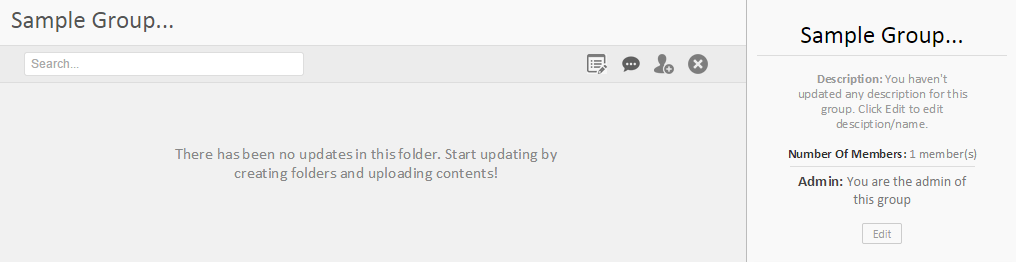 Sample Group...
Search...
There has been no updates in this folder. Start updating by
creating folders and uploading contents!
Sample Group...
Description: You haven't
updated any description for this
group. Click Edit to edit
desciption/name.
Number Of Members: 1 member(s)
Admin: You are the admin of
this group
Edit